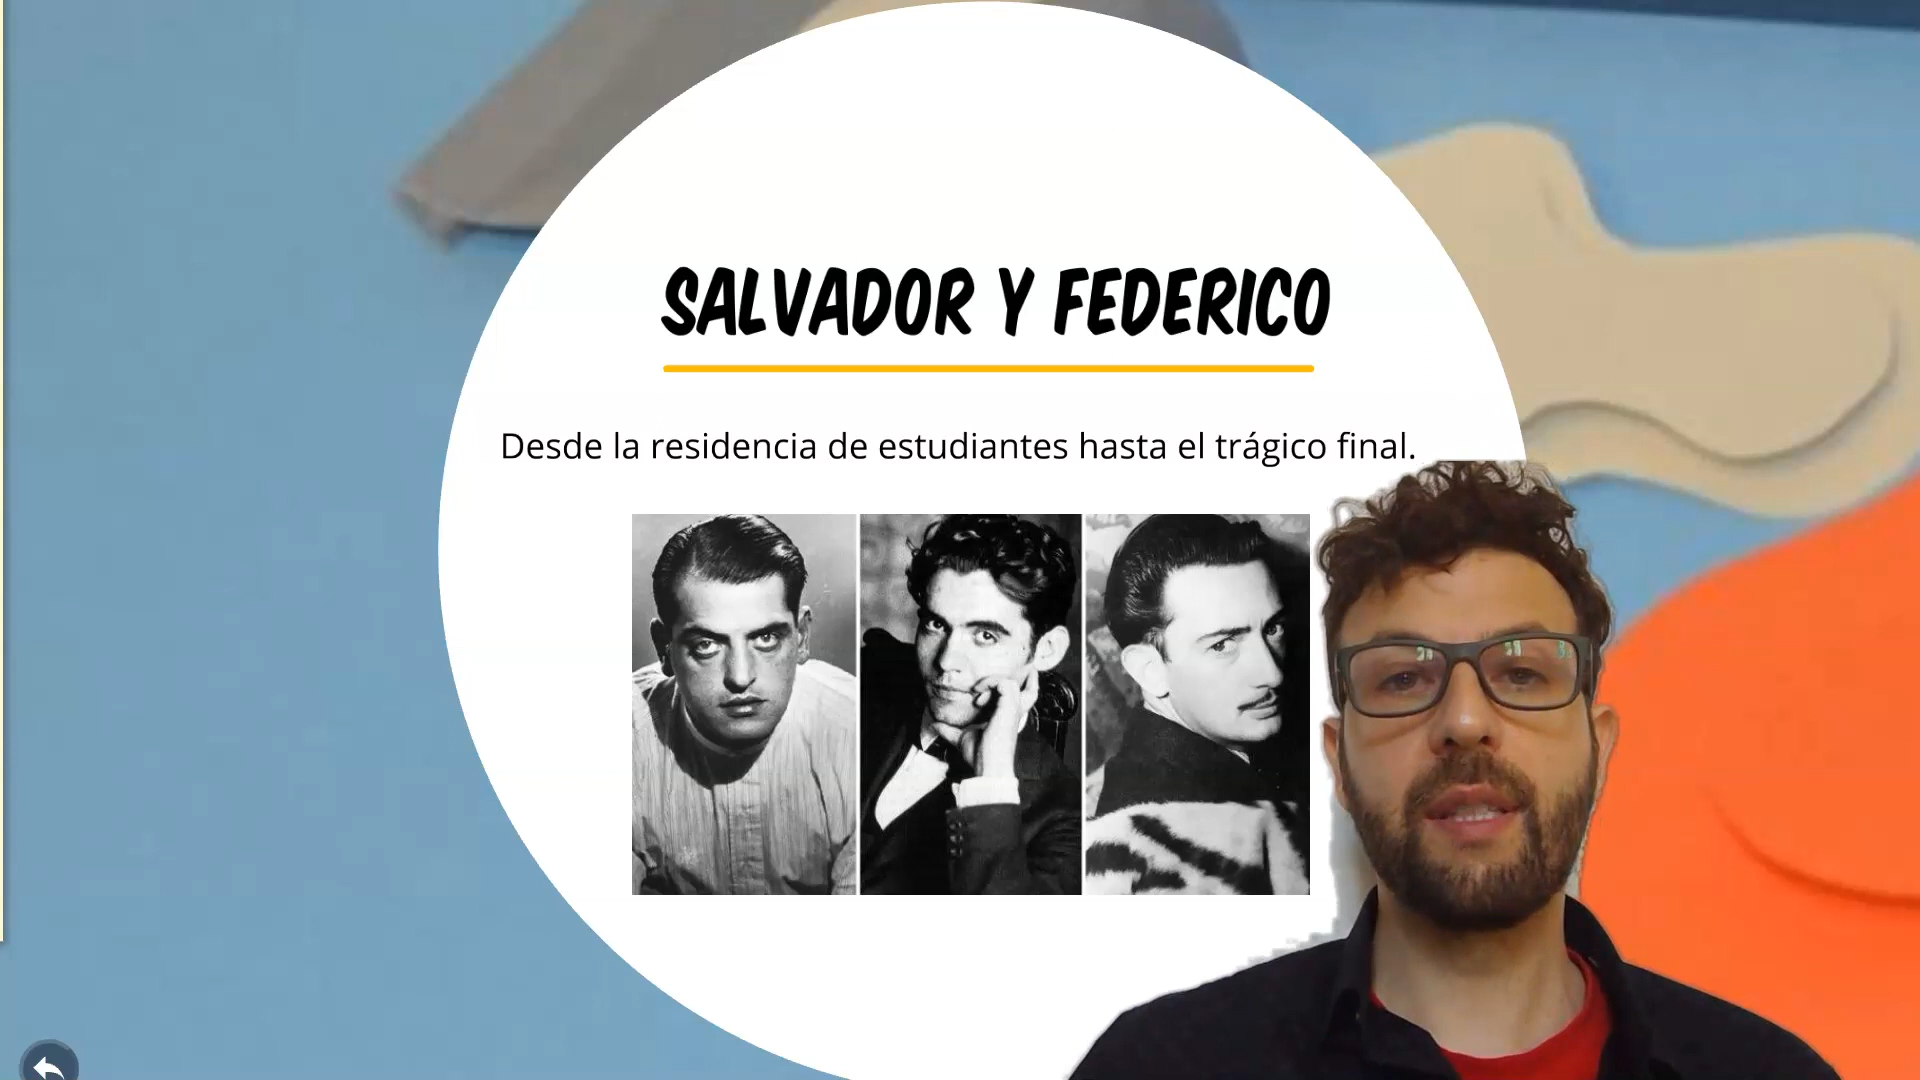 SALVADOR Y FEDERICO
Desde la residencia de estudiantes hasta el trágico final.